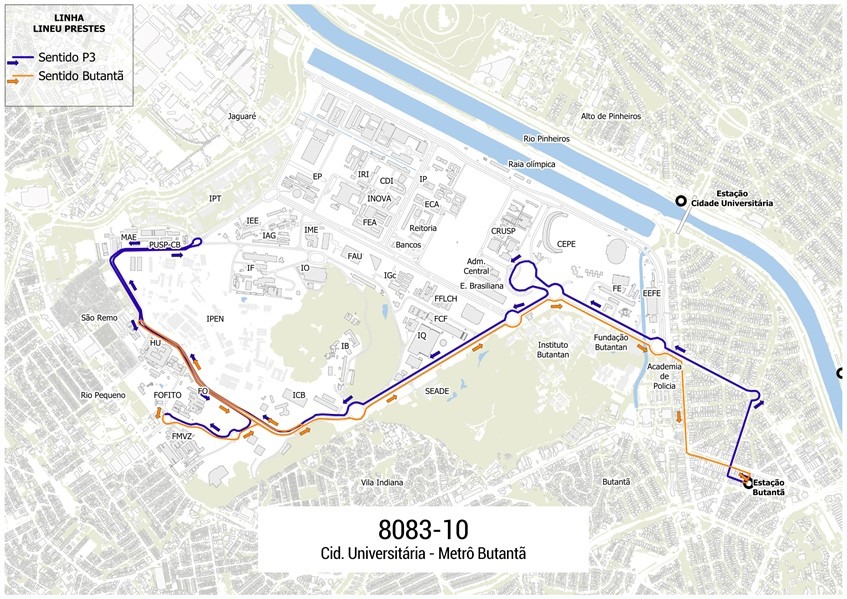 LINHA
LINEU PRESTES
Sentido P3
Sentido Butantã
Jaguaré
Alto de Pinheiros
Rio Pinheiros
Raia olímpica
Estação
Cidade Universitária
EP
IRI
CDI
IP
INOVA
ECA
IPT
FEA
Reitoria
IEE
IME
IAG
CRUSP
MAE
PUSP-CB
Bancos
CEPE
FAU
IF
IO
IGc
Adm.
Central
E. Brasiliana
FE
EEFE
FFLCH
São Remo
IPEN
FCF
HU
IQ
IB
Instituto
Butantan
Fundação
Butantan
Academia
de
Polícia
Rio Pequeno
FOFITO
FO
ICB
SEADE
FMVZ
Vila Indiana
Butantã
Estação
Butantã
8083-10
Cid. Universitária - Metrô Butantã